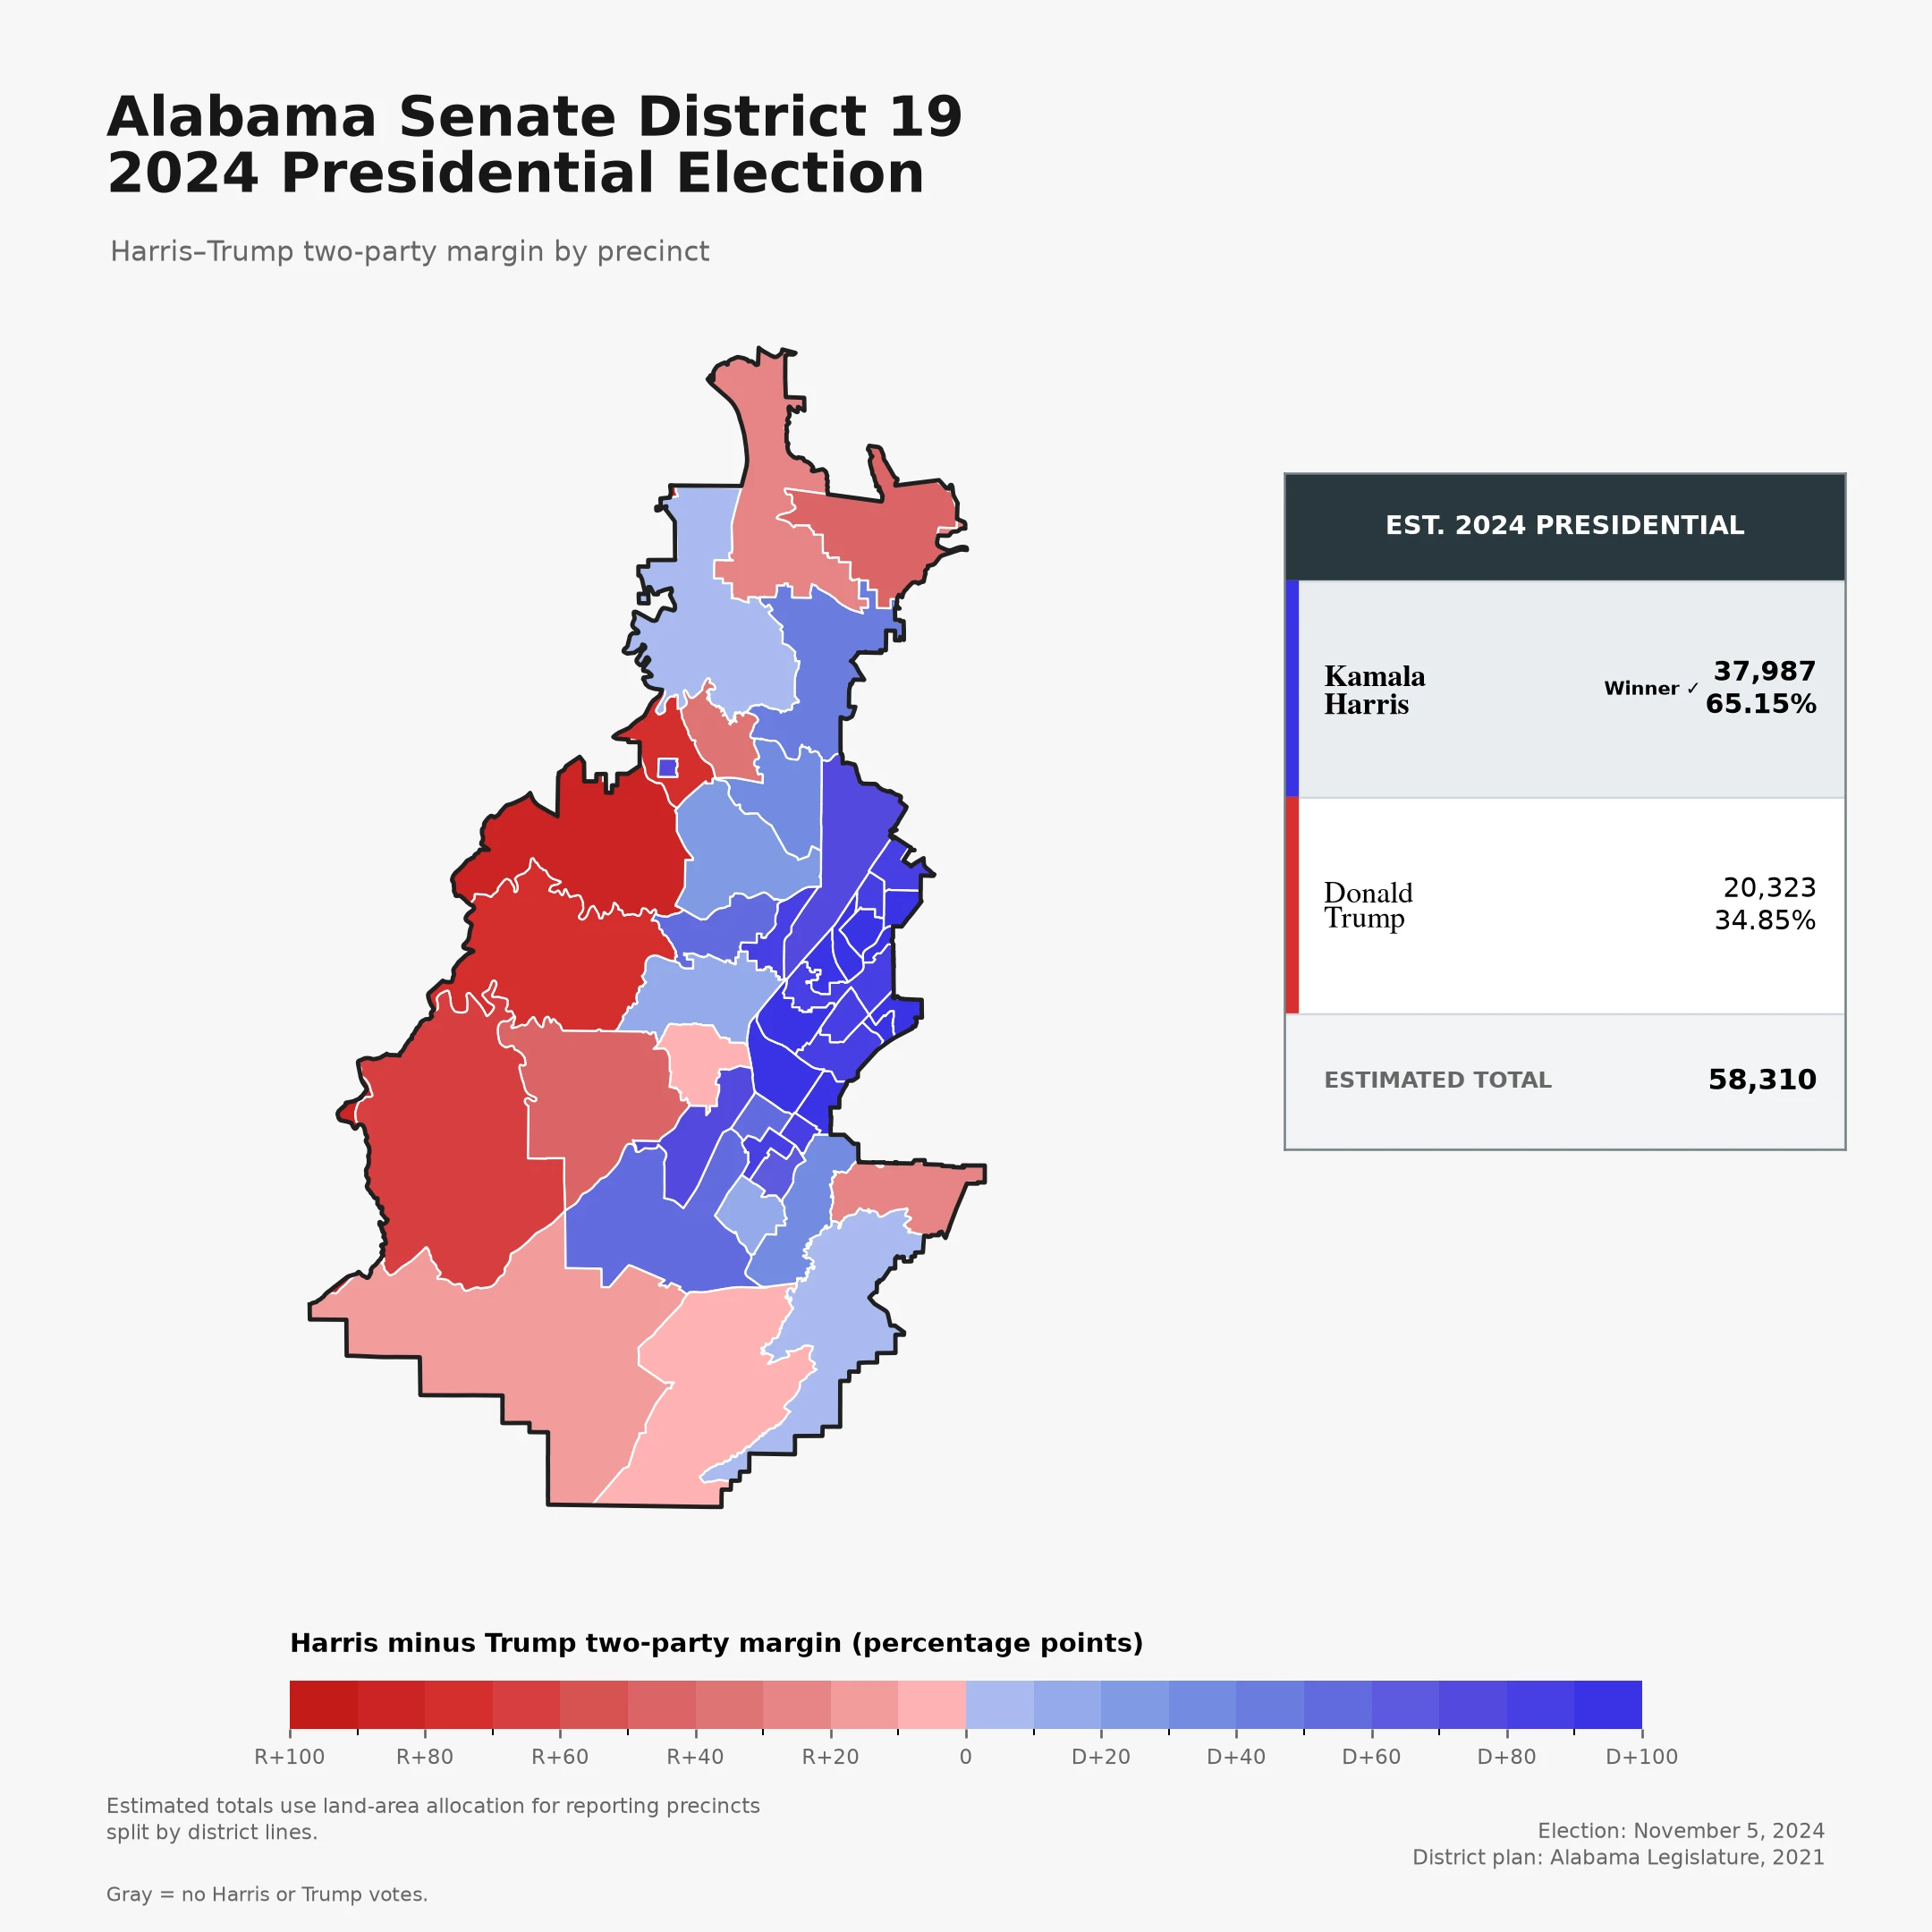 Alabama Senate District 19
2024 Presidential Election
Harris–Trump two-party margin by precinct
EST. 2024 PRESIDENTIAL
Kamala
Harris
Winner ✓
37,987
65.15%
Donald
Trump
20,323
34.85%
ESTIMATED TOTAL
58,310
Harris minus Trump two-party margin (percentage points)
R+100 R+80 R+60 R+40 R+20 0 D+20 D+40 D+60 D+80 D+100
Estimated totals use land-area allocation for reporting precincts
split by district lines.
Gray = no Harris or Trump votes.
Election: November 5, 2024
District plan: Alabama Legislature, 2021